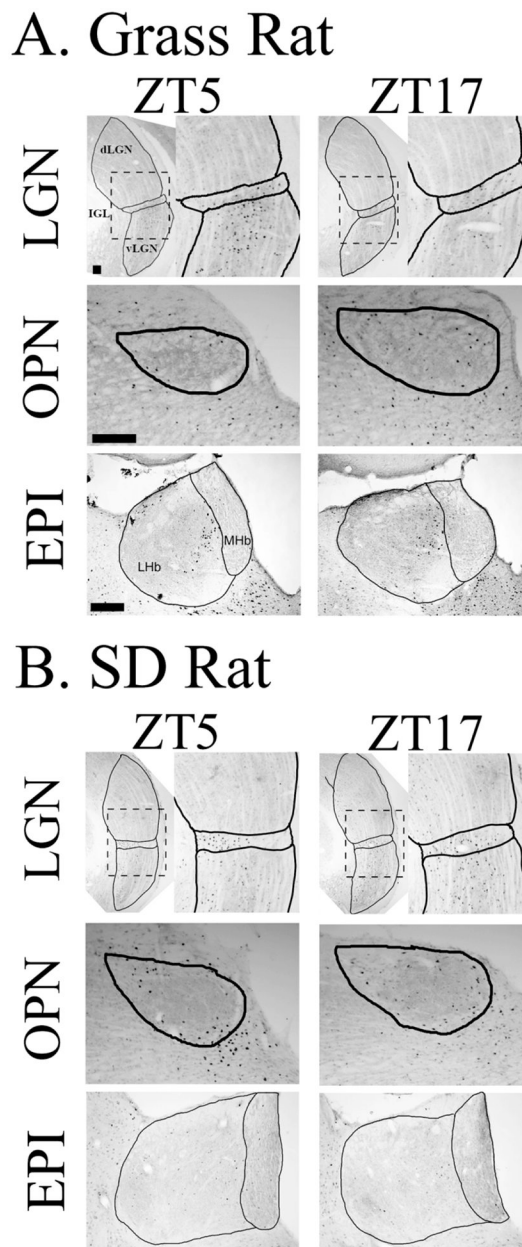 A. Grass Rat
ZT5 ZT17
LGN
dLGN
IGL
vLGN
OPN
EPI
LHb
MHb
B. SD Rat
ZT5 ZT17
LGN
OPN
EPI